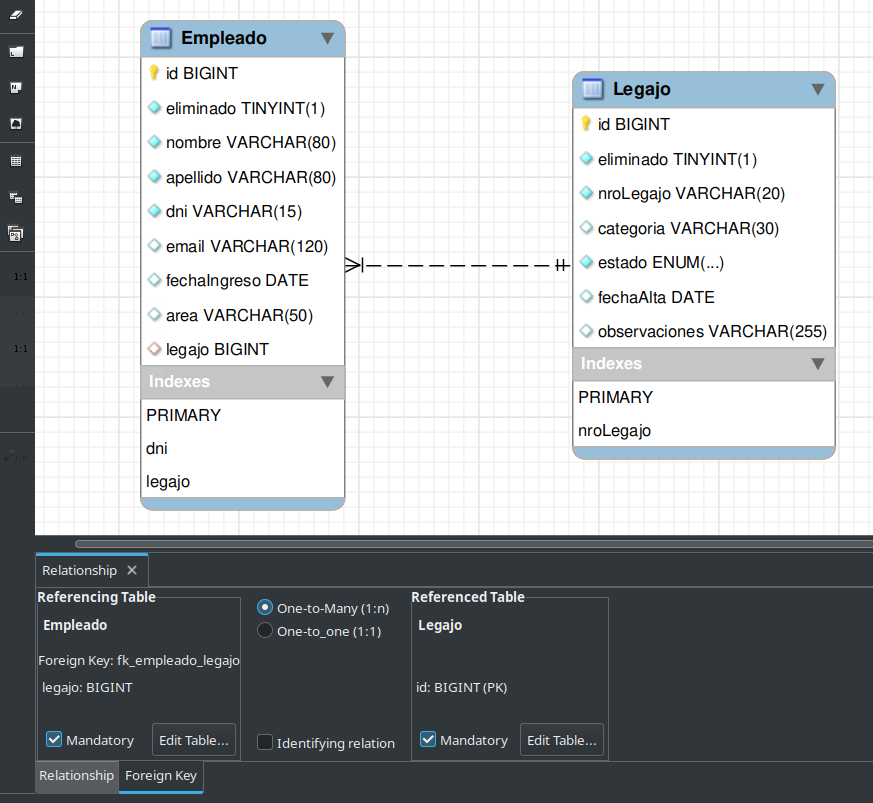 Empleado
id BIGINT
eliminado TINYINT(1)
nombre VARCHAR(80)
apellido VARCHAR(80)
dni VARCHAR(15)
email VARCHAR(120)
fechaIngreso DATE
area VARCHAR(50)
legajo BIGINT
Indexes
PRIMARY
dni
legajo
Legajo
id BIGINT
eliminado TINYINT(1)
nroLegajo VARCHAR(20)
categoria VARCHAR(30)
estado ENUM(...)
fechaAlta DATE
observaciones VARCHAR(255)
Indexes
PRIMARY
nroLegajo
1:1
1:1
Relationship
Referencing Table
Empleado
Foreign Key: fk_empleado_legajo
legajo: BIGINT
Mandatory
Edit Table...
One-to-Many (1:n)
One-to_one (1:1)
Identifying relation
Referenced Table
Legajo
id: BIGINT (PK)
Mandatory
Edit Table...
Relationship
Foreign Key